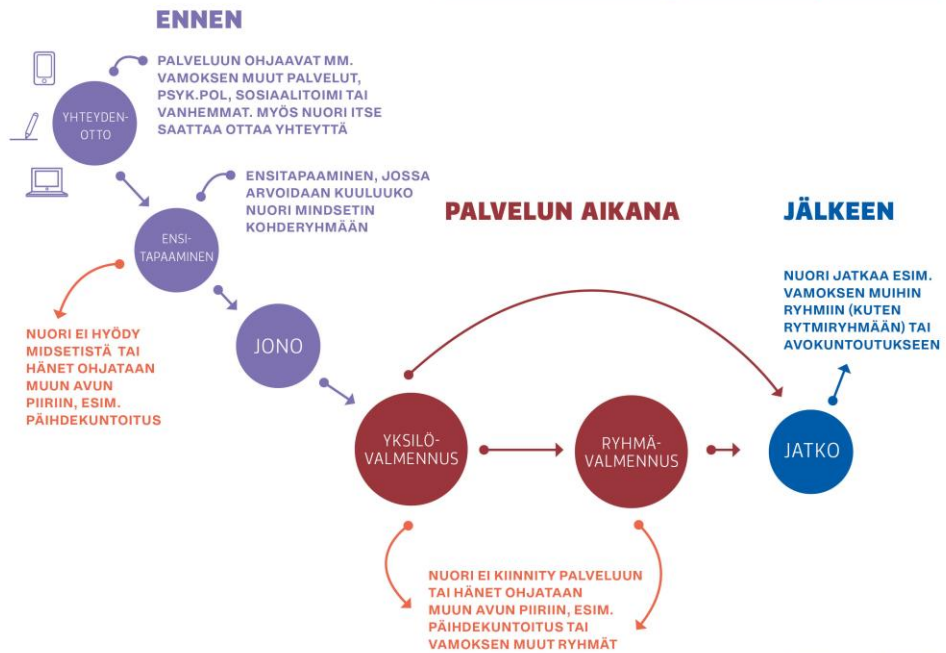 ENNEN
PALVELUUN OHJAAVAT MM.
VAMOKSEN MUUT PALVELUT,
PSYK.POL, SOSIAALITOIMI TAI
VANHEMMAT. MYÖS NUORI ITSE
SAATTAA OTTAA YHTEYTTÄ
YHTEYDEN-
OTTO
ENSITAPAAMINEN, JOSSA
ARVOIDAAN KUULUUKO
NUORI MINDSETIN
KOHDERYHMÄÄN
ENSI-
TAPAAMINEN
NUORI EI HYÖDY
MIDSETISTÄ TAI
HÄNET OHJATAAN
MUUN AVUN
PIIRIIN, ESIM.
PÄIHDEKUNTOITUS
JONO
PALVELUN AIKANA
YKSILÖ-
VALMENNUS
RYHMÄ-
VALMENNUS
NUORI EI KIINNITY PALVELUUN
TAI HÄNET OHJATAAN
MUUN AVUN PIIRIIN, ESIM.
PÄIHDEKUNTOITUS TAI
VAMOKSEN MUUT RYHMÄT
JÄLKEEN
NUORI JATKAA ESIM.
VAMOKSEN MUIHIN
RYHMIIN (KUTEN
RYTMIRYHMÄÄN) TAI
AVOKUNTOUTUKSEEN
JATKO